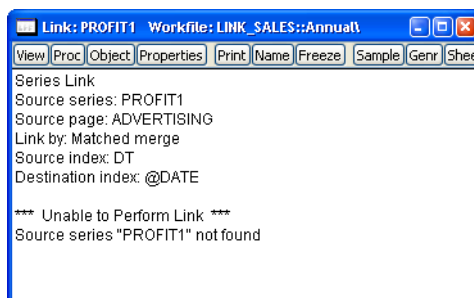 Link: PROFIT1 Workfile: LINK_SALES::Annual\
View Proc Object Properties Print Name Freeze Sample Genr Shee
Series Link
Source series: PROFIT1
Source page: ADVERTISING
Link by: Matched merge
Source index: DT
Destination index: @DATE
*** Unable to Perform Link ***
Source series "PROFIT1" not found